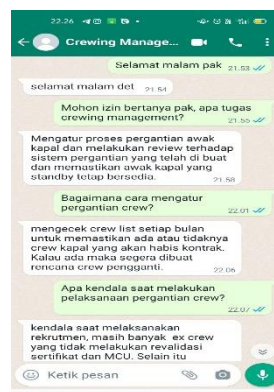 22.26
Crewing Manage...
Selamat malam pak 21.53
selamat malam det 21.54
Mohon izin bertanya pak, apa tugas
crewing management? 21.55
Mengatur proses pergantian awak
kapal dan melakukan review terhadap
sistem pergantian yang telah di buat
dan memastikan awak kapal yang
standby tetap bersedia. 21.58
Bagaimana cara mengatur
pergantian crew? 22.01
mengecek crew list setiap bulan
untuk memastikan ada atau tidaknya
crew kapal yang akan habis kontrak.
Kalau ada maka segera dibuat
rencana crew pengganti. 22.06
Apa kendala saat melakukan
pelaksanaan pergantian crew?
22.07
kendala saat melaksanakan
rekrutmen, masih banyak ex crew
yang tidak melakukan revalidasi
sertifikat dan MCU. Selain itu
Ketik pesan